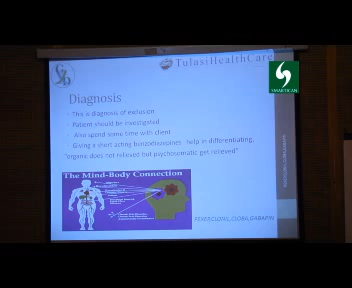 TulasiHealthCare
SMARTSCAN
Diagnosis
This is diagnosis of exclusion
Patient should be investigated
Also spend some time with client
Giving a short acting benzodiazepines help in differentiating,
"organic does not relieved but psychosomatic get relieved"
The Mind-Body Connection